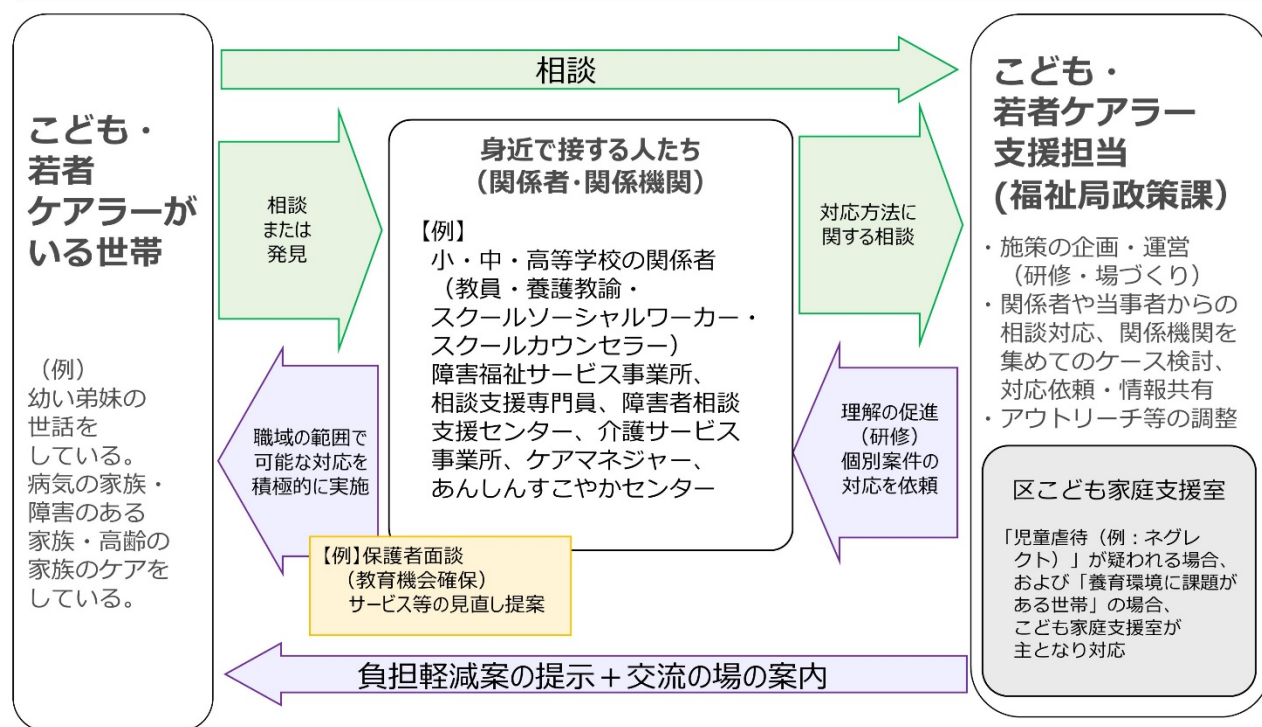 こども・
若者
ケアラーが
いる世帯
（例）
幼い弟妹の
世話を
している。
病気の家族・
障害のある
家族・高齢の
家族のケアを
している。
相談
相談
または
発見
職域の範囲で
可能な対応を
積極的に実施
身近で接する人たち
（関係者・関係機関）
【例】
小・中・高等学校の関係者
（教員・養護教諭・
スクールソーシャルワーカー・
スクールカウンセラー）
障害福祉サービス事業所、
相談支援専門員、障害者相談
支援センター、介護サービス
事業所、ケアマネジャー、
あんしんすこやかセンター
【例】保護者面談
（教育機会確保）
サービス等の見直し提案
対応方法に
関する相談
理解の促進
（研修）
個別案件の
対応を依頼
こども・
若者ケアラー
支援担当
(福祉局政策課）
・施策の企画・運営
（研修・場づくり）
・関係者や当事者からの
相談対応、関係機関を
集めてのケース検討、
対応依頼・情報共有
・アウトリーチ等の調整
区こども家庭支援室
「児童虐待（例：ネグレ
クト）」が疑われる場合、
および「養育環境に課題が
ある世帯」の場合、
こども家庭支援室が
主となり対応
負担軽減案の提示＋交流の場の案内